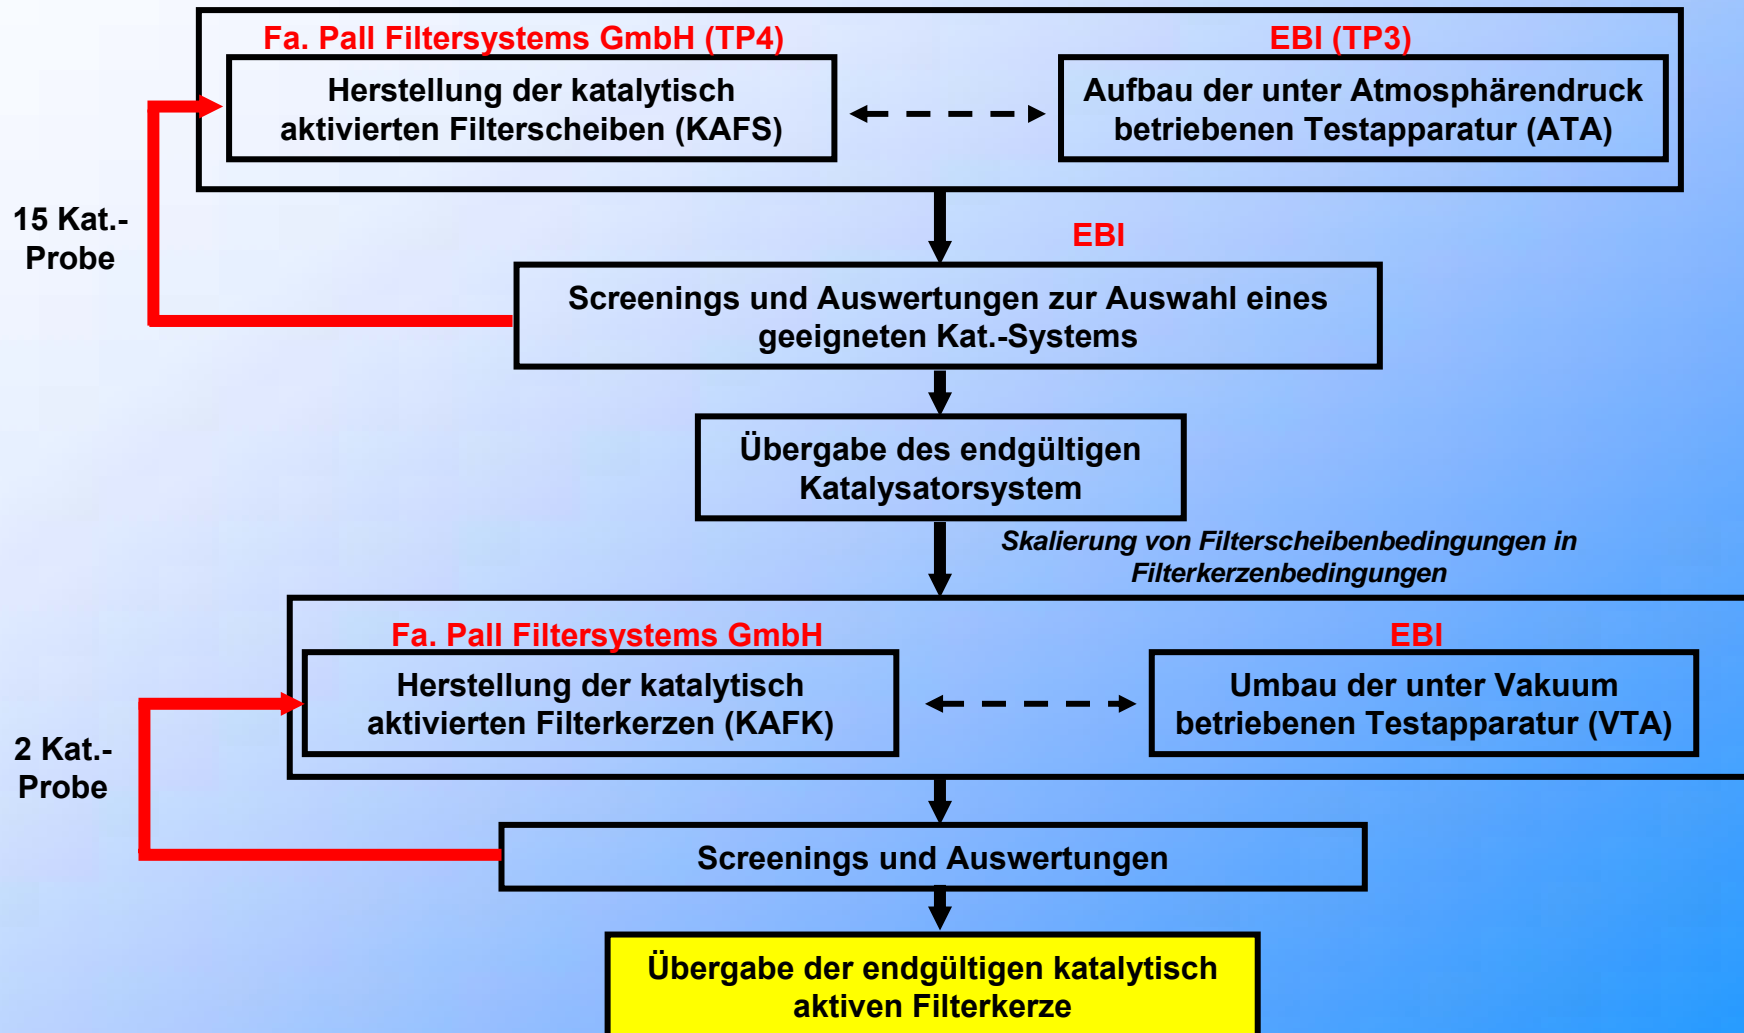 Fa. Pall Filtersystems GmbH (TP4)
EBI (TP3)
Herstellung der katalytisch
aktivierten Filterscheiben (KAFS)
Aufbau der unter Atmosphärendruck
betriebenen Testapparatur (ATA)
15 Kat.-
Probe
EBI
Screenings und Auswertungen zur Auswahl eines
geeigneten Kat.-Systems
Übergabe des endgültigen
Katalysatorsystem
Skalierung von Filterscheibenbedingungen in
Filterkerzenbedingungen
Fa. Pall Filtersystems GmbH
EBI
Herstellung der katalytisch
aktivierten Filterkerzen (KAFK)
Umbau der unter Vakuum
betriebenen Testapparatur (VTA)
2 Kat.-
Probe
Screenings und Auswertungen
Übergabe der endgültigen katalytisch
aktiven Filterkerze